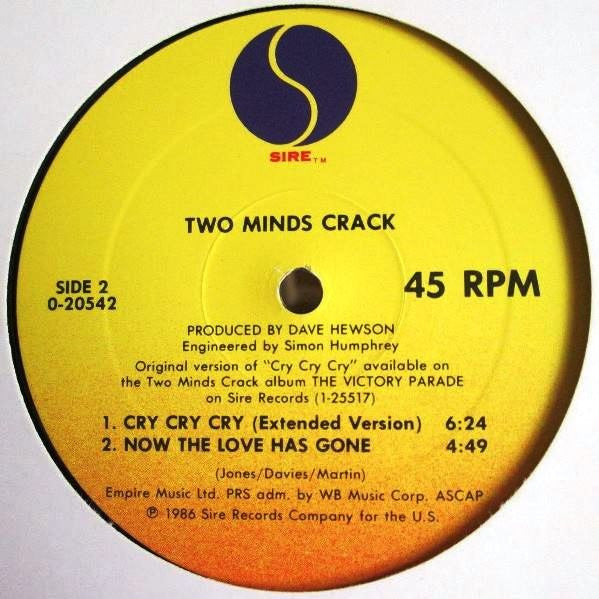 SIRE™
TWO MINDS CRACK
SIDE 2
0-20542
45 RPM
PRODUCED BY DAVE HEWSON
Engineered by Simon Humphrey
Original version of "Cry Cry Cry" available on
the Two Minds Crack album THE VICTORY PARADE
on Sire Records (1-25517)
1. CRY CRY CRY (Extended Version) 6:24
2. NOW THE LOVE HAS GONE 4:49
(Jones/Davies/Martin)
Empire Music Ltd. PRS adm. by WB Music Corp. ASCAP
℗ 1986 Sire Records Company for the U.S.